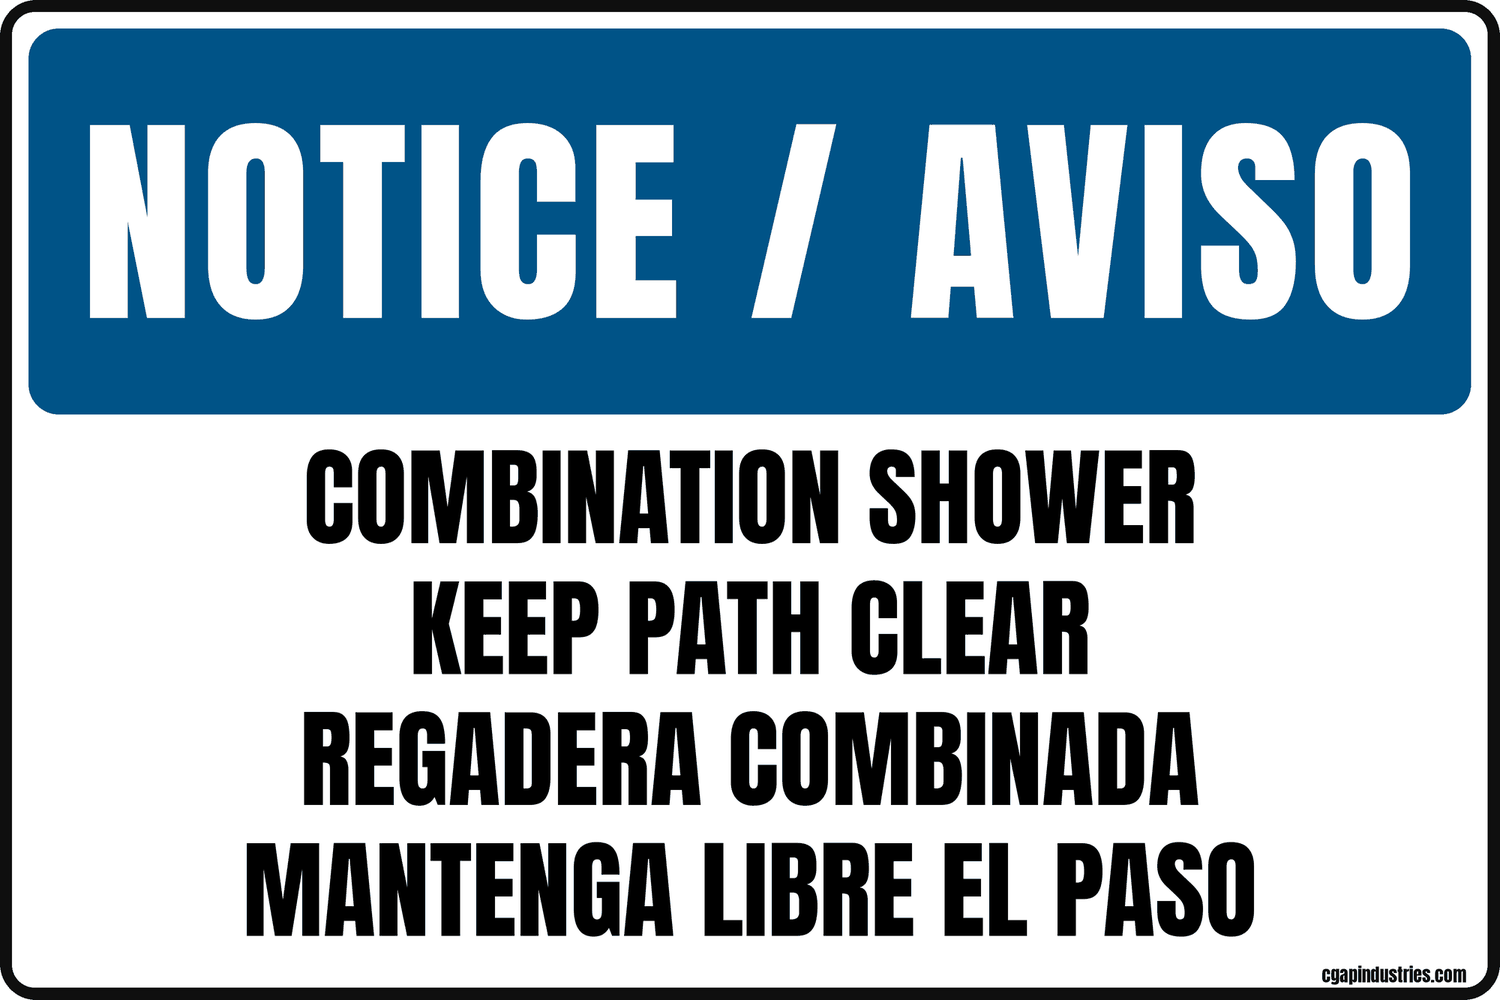 NOTICE / AVISO
COMBINATION SHOWER
KEEP PATH CLEAR
REGADERA COMBINADA
MANTENGA LIBRE EL PASO
cgapindustries.com